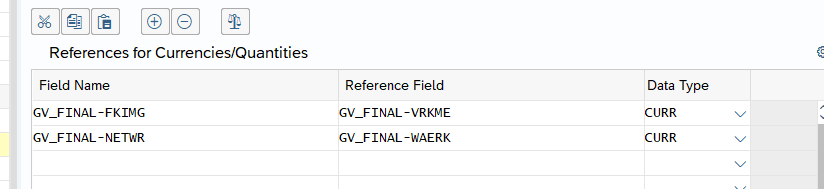 References for Currencies/Quantities
Field Name Reference Field Data Type
GV_FINAL-FKIMG GV_FINAL-VRKME CURR
GV_FINAL-NETWR GV_FINAL-WAERK CURR